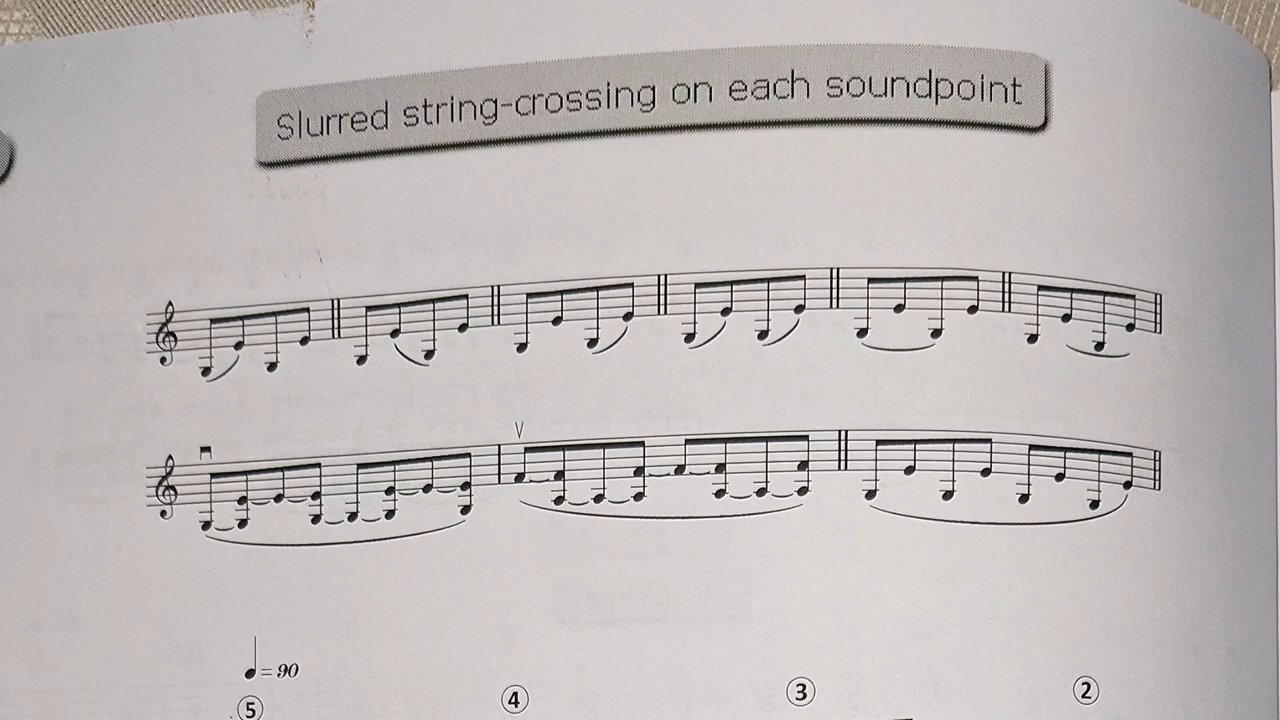 Slurred string-crossing on each soundpoint
♩= 90
⑤ ④ ③ ②